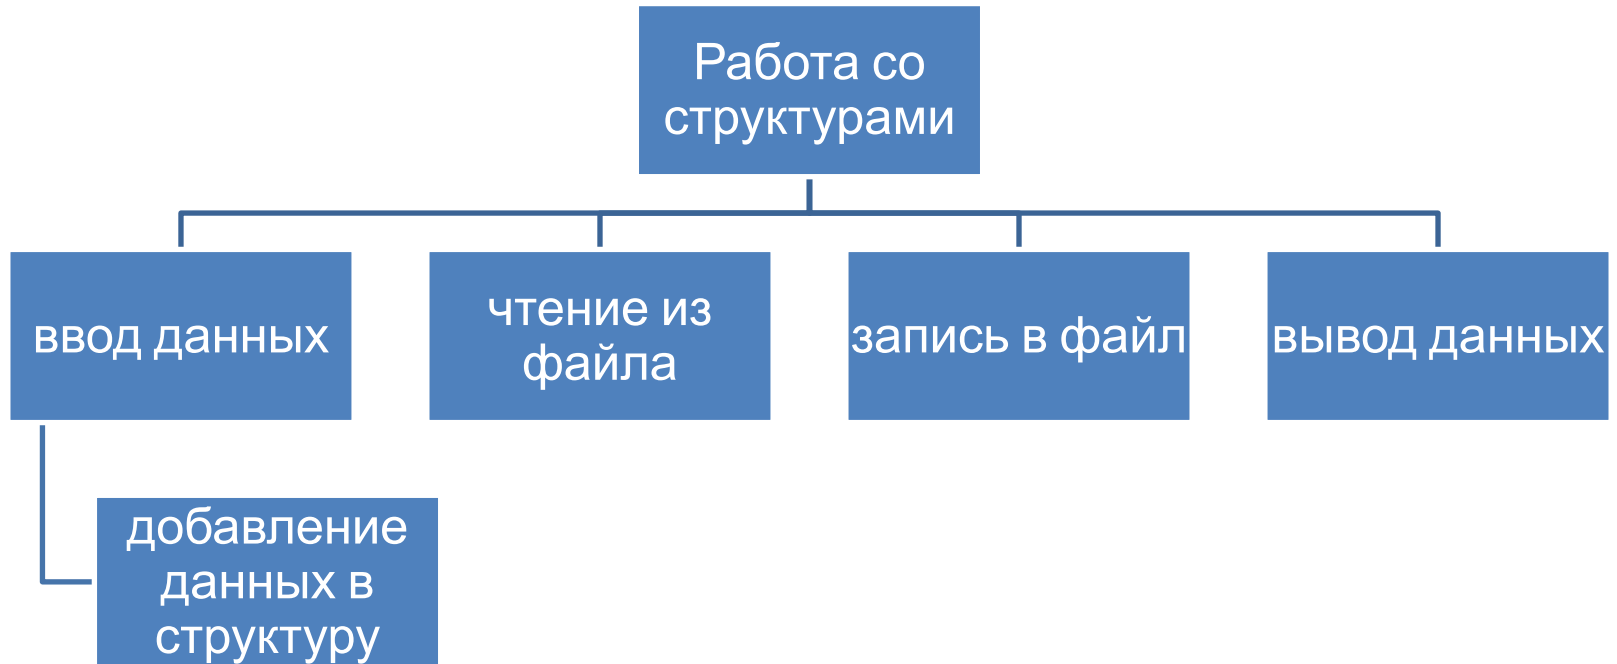 Работа со
структурами
ввод данных
чтение из
файла
запись в файл
вывод данных
добавление
данных в
структуру